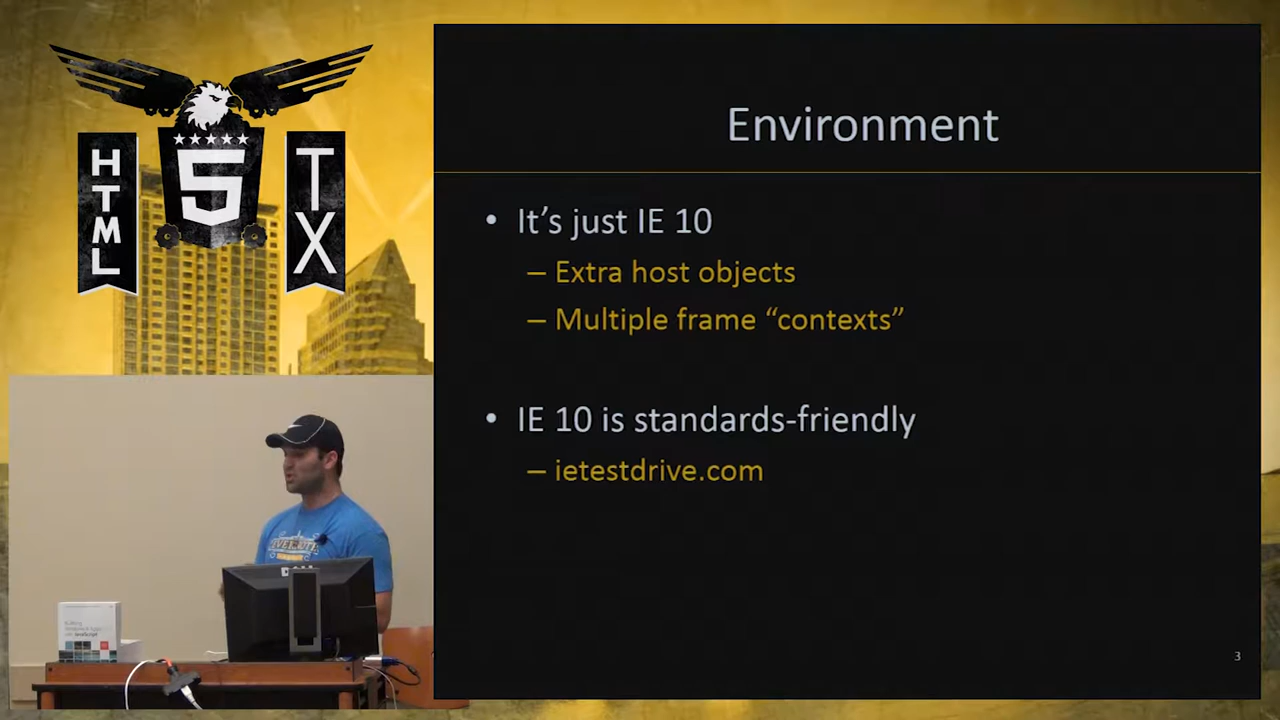 HTML
5
TX
Environment
• It's just IE 10
– Extra host objects
– Multiple frame “contexts”
• IE 10 is standards-friendly
– ietestdrive.com
3